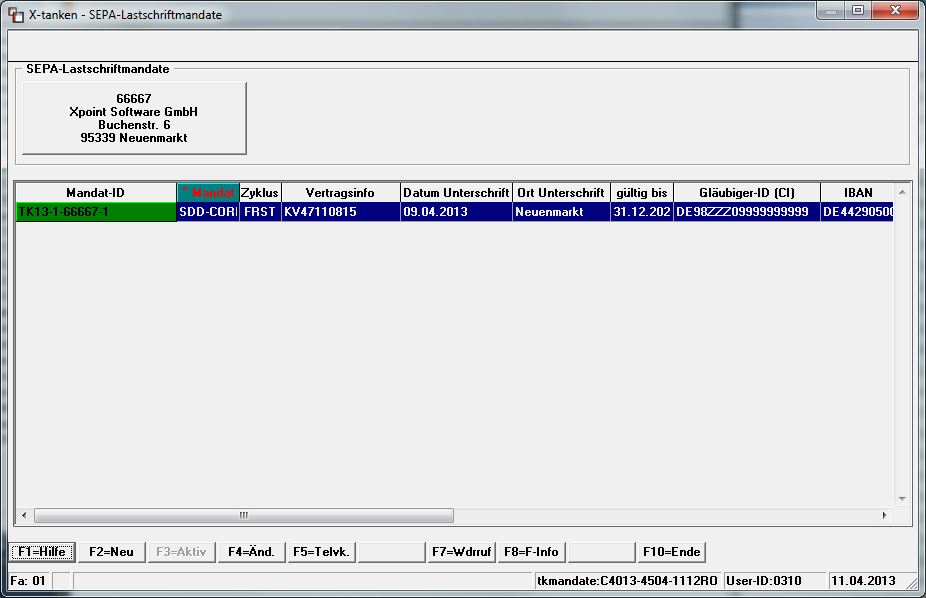 X-tanken - SEPA-Lastschriftmandate
SEPA-Lastschriftmandate
66667
Xpoint Software GmbH
Buchenstr. 6
95339 Neuenmarkt
Mandat-ID ^ Mandat Zyklus Vertragsinfo Datum Unterschrift Ort Unterschrift gültig bis Gläubiger-ID (CI) IBAN
TK13-1-66667-1 SDD-CORI FRST KV47110815 09.04.2013 Neuenmarkt 31.12.202 DE98ZZZ09999999999 DE4429050
F1=Hilfe F2=Neu F3=Aktiv F4=Änd. F5=Telvk. F7=Wdrruf F8=F-Info F10=Ende
Fa: 01 tkmandate:C4013-4504-1112RO User-ID:0310 11.04.2013